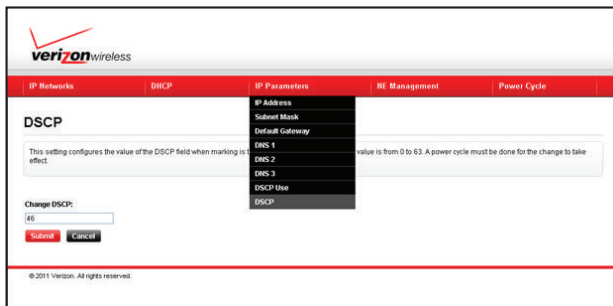 verizonwireless
IP Networks DHCP IP Parameters NE Management Power Cycle
IP Address
Subnet Mask
Default Gateway
DNS 1
DNS 2
DNS 3
DSCP Use
DSCP
DSCP
This setting configures the value of the DSCP field when marking is value is from 0 to 63. A power cycle must be done for the change to take
effect.
Change DSCP:
46
Submit Cancel
© 2011 Verizon. All rights reserved.